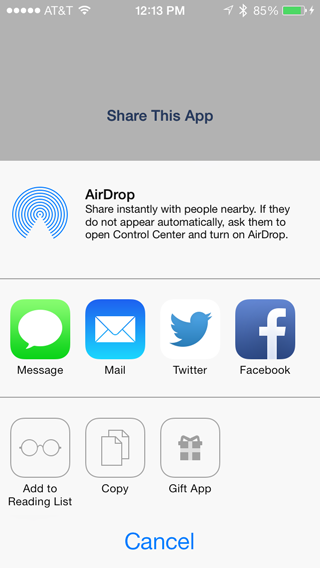 AT&T 12:13 PM 85%
Share This App
AirDrop
Share instantly with people nearby. If they
do not appear automatically, ask them to
open Control Center and turn on AirDrop.
Message Mail Twitter Facebook
Add to
Reading List Copy Gift App
Cancel